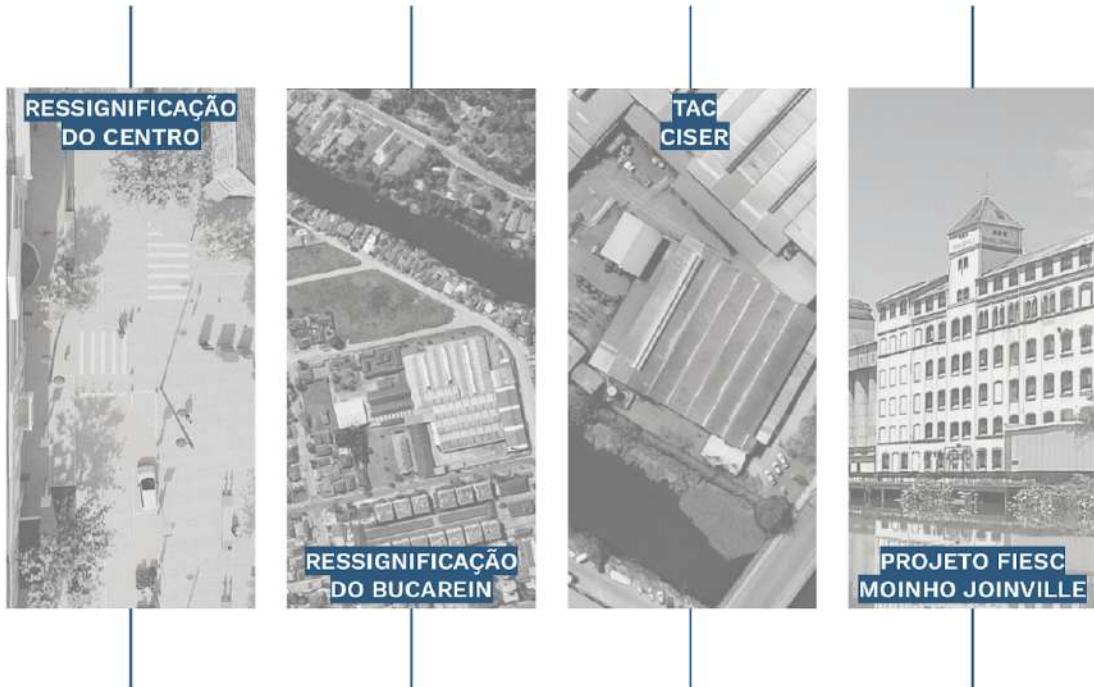 RESSIGNIFICAÇÃO
DO CENTRO
RESSIGNIFICAÇÃO
DO BUCAREIN
TAC
CISER
PROJETO FIESC
MOINHO JOINVILLE